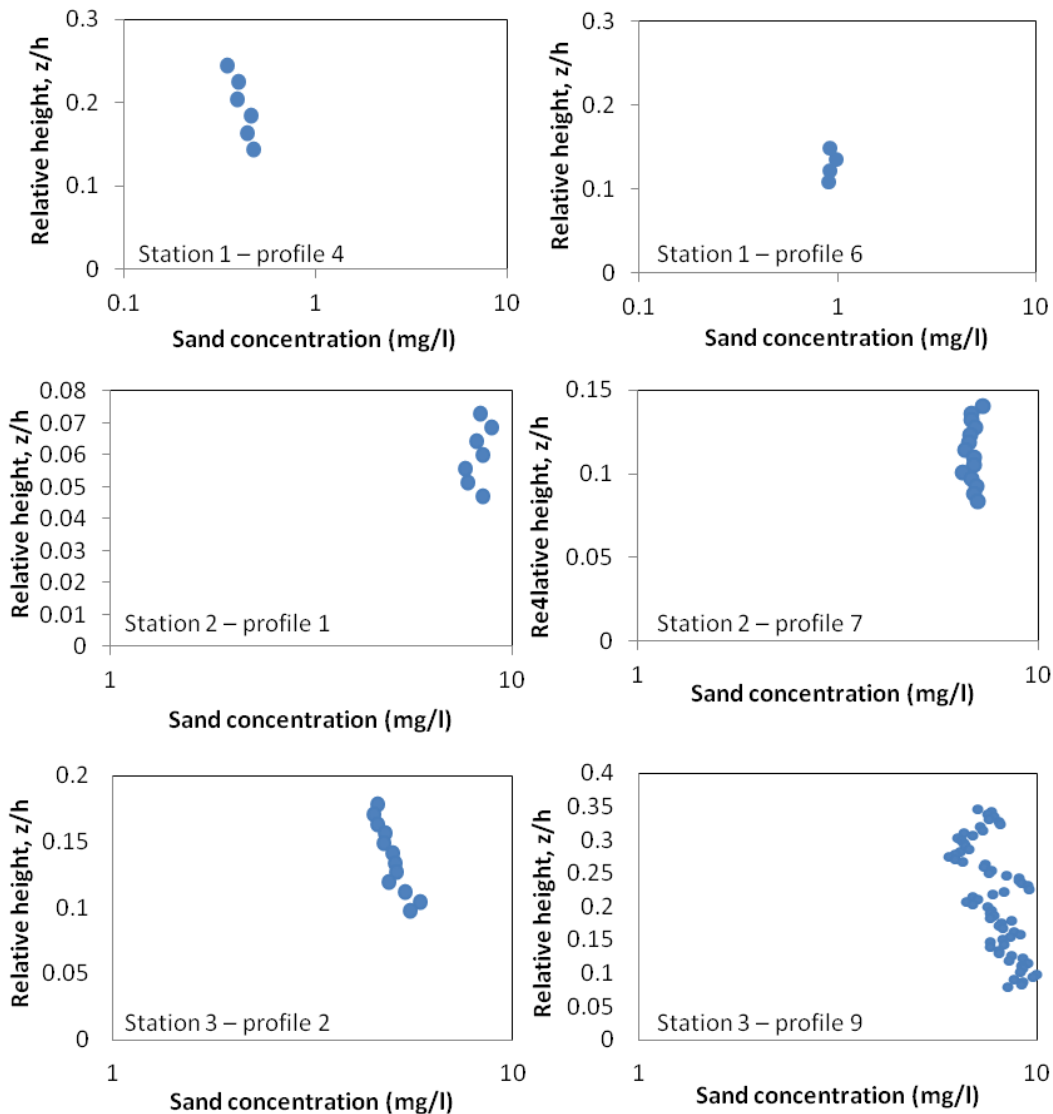 Relative height, z/h
0.3
0.2
0.1
0
Station 1 – profile 4
0.1
1
10
Sand concentration (mg/l)
Relative height, z/h
0.3
0.2
0.1
0
Station 1 – profile 6
0.1
1
10
Sand concentration (mg/l)
Relative height, z/h
0.08
0.07
0.06
0.05
0.04
0.03
0.02
0.01
0
Station 2 – profile 1
1
10
Sand concentration (mg/l)
Re4lative height, z/h
0.15
0.1
0.05
0
Station 2 – profile 7
1
10
Sand concentration (mg/l)
Relative height, z/h
0.2
0.15
0.1
0.05
0
Station 3 – profile 2
1
10
Sand concentration (mg/l)
Relative height, z/h
0.4
0.35
0.3
0.25
0.2
0.15
0.1
0.05
0
Station 3 – profile 9
1
10
Sand concentration (mg/l)